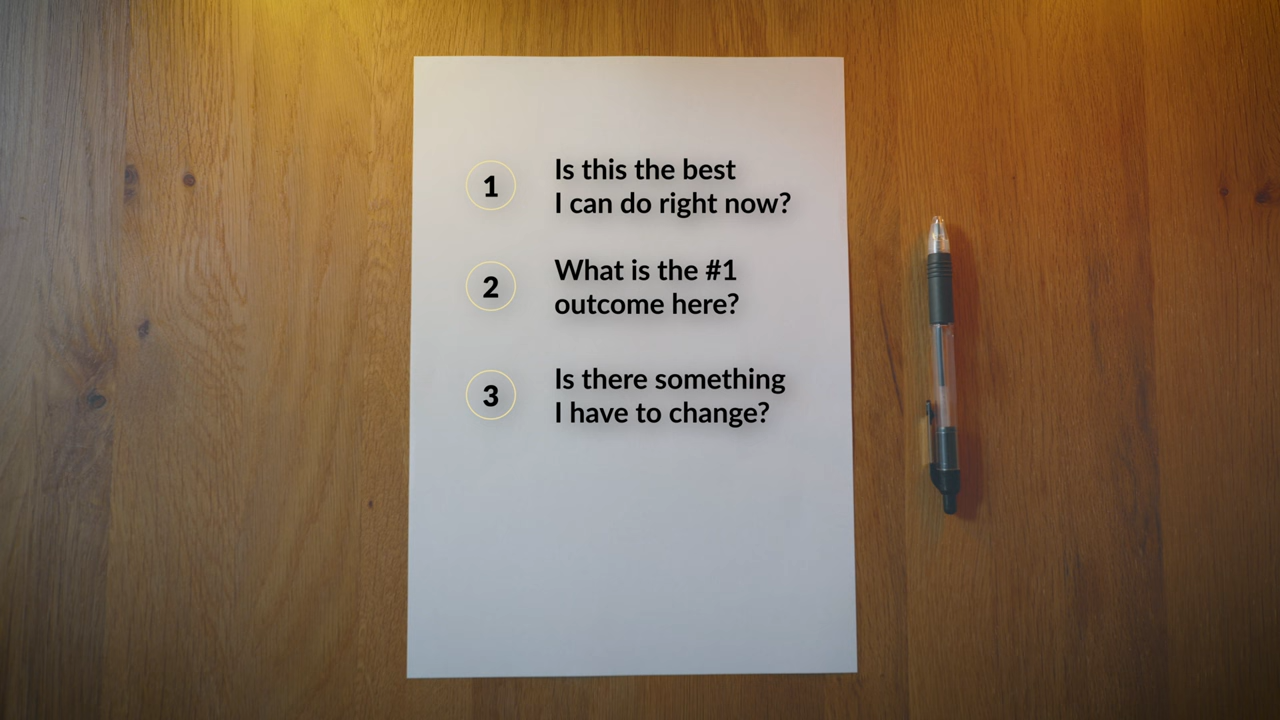 1
Is this the best
I can do right now?
2
What is the #1
outcome here?
3
Is there something
I have to change?